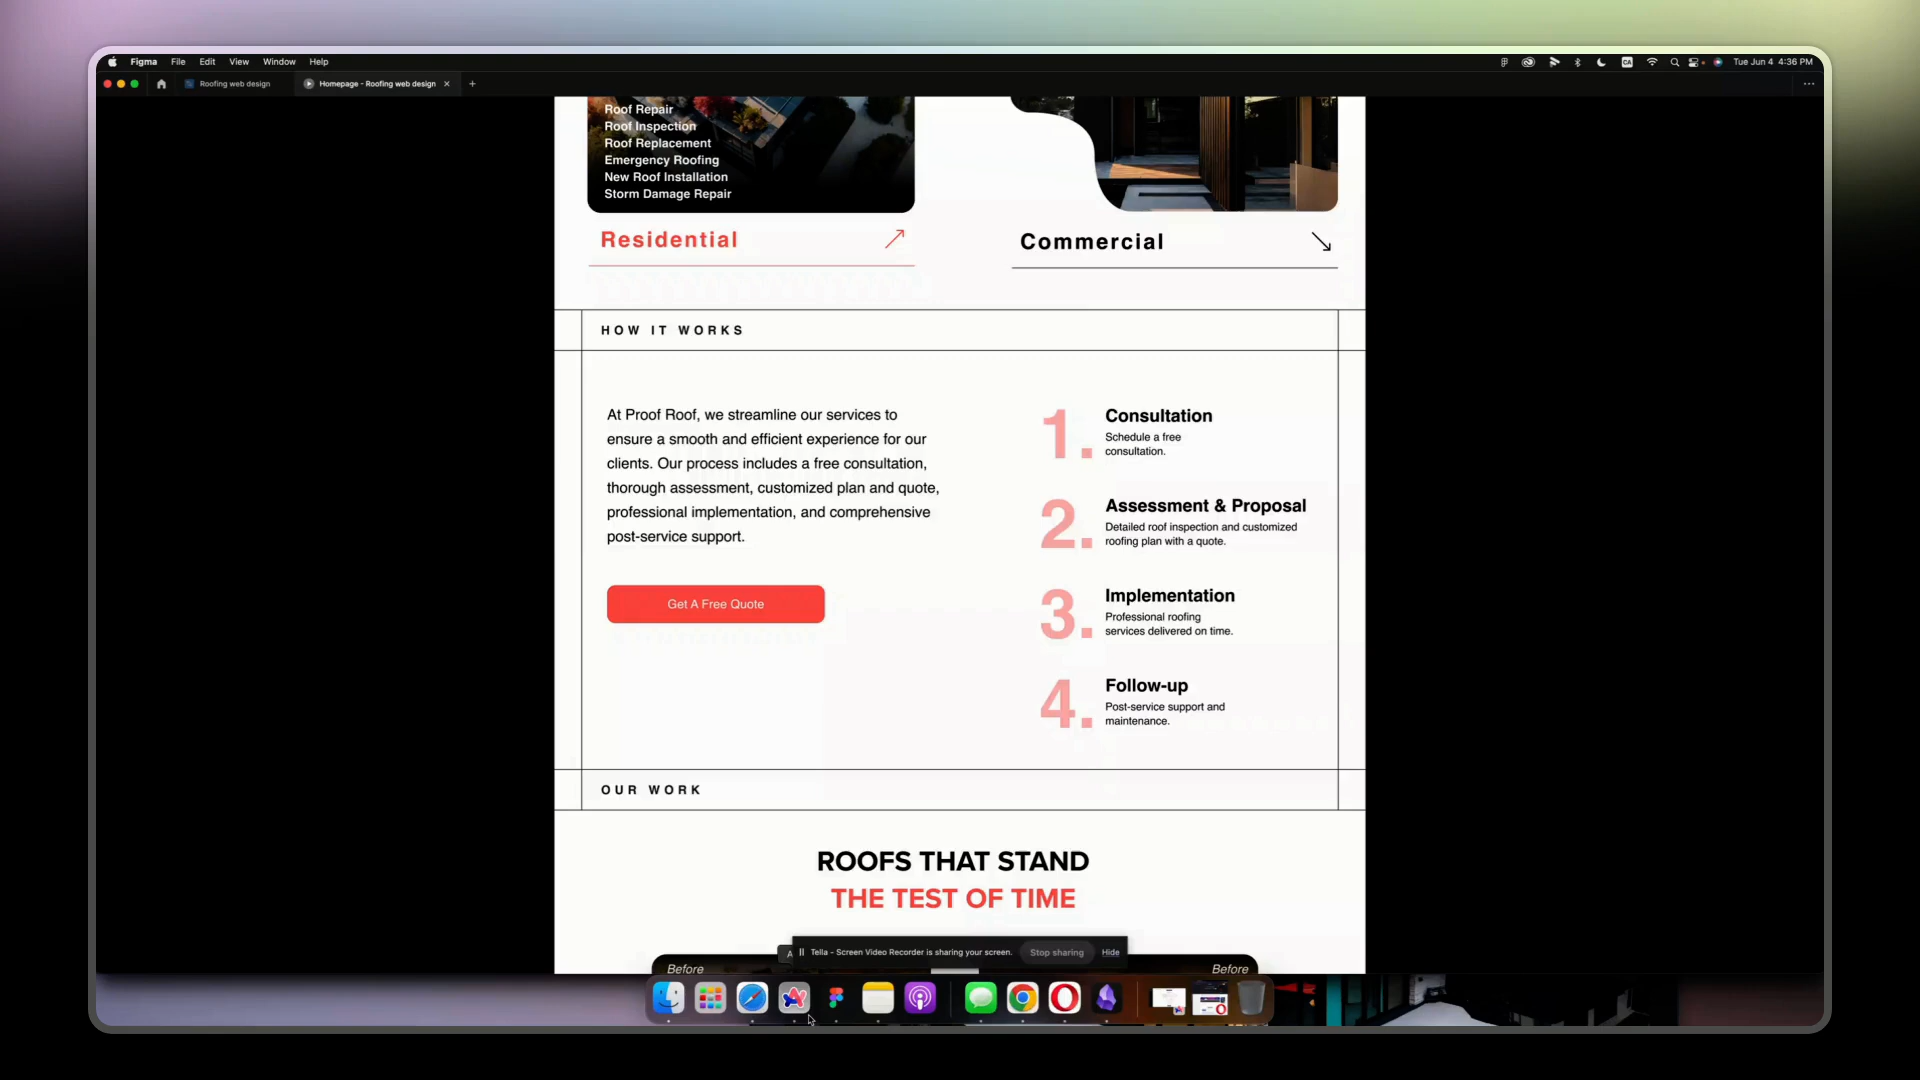 Figma File Edit View Window Help
CA
Tue Jun 4 4:36 PM
Roofing web design
Homepage - Roofing web design
Roof Repair
Roof Inspection
Roof Replacement
Emergency Roofing
New Roof Installation
Storm Damage Repair
Residential
Commercial
HOW IT WORKS
At Proof Roof, we streamline our services to
ensure a smooth and efficient experience for our
clients. Our process includes a free consultation,
thorough assessment, customized plan and quote,
professional implementation, and comprehensive
post-service support.
Get A Free Quote
1. Consultation
Schedule a free
consultation.
2. Assessment & Proposal
Detailed roof inspection and customized
roofing plan with a quote.
3. Implementation
Professional roofing
services delivered on time.
4. Follow-up
Post-service support and
maintenance.
OUR WORK
ROOFS THAT STAND
THE TEST OF TIME
A
Tella - Screen Video Recorder is sharing your screen. Stop sharing Hide
Before
Before